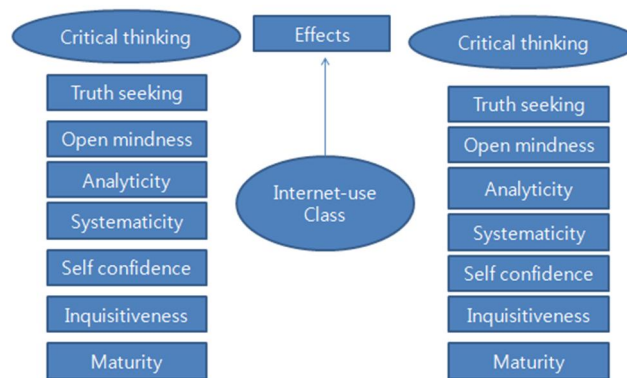 Critical thinking
Truth seeking
Open mindness
Analyticity
Systematicity
Self confidence
Inquisitiveness
Maturity
Effects
Internet-use
Class
Critical thinking
Truth seeking
Open mindness
Analyticity
Systematicity
Self confidence
Inquisitiveness
Maturity